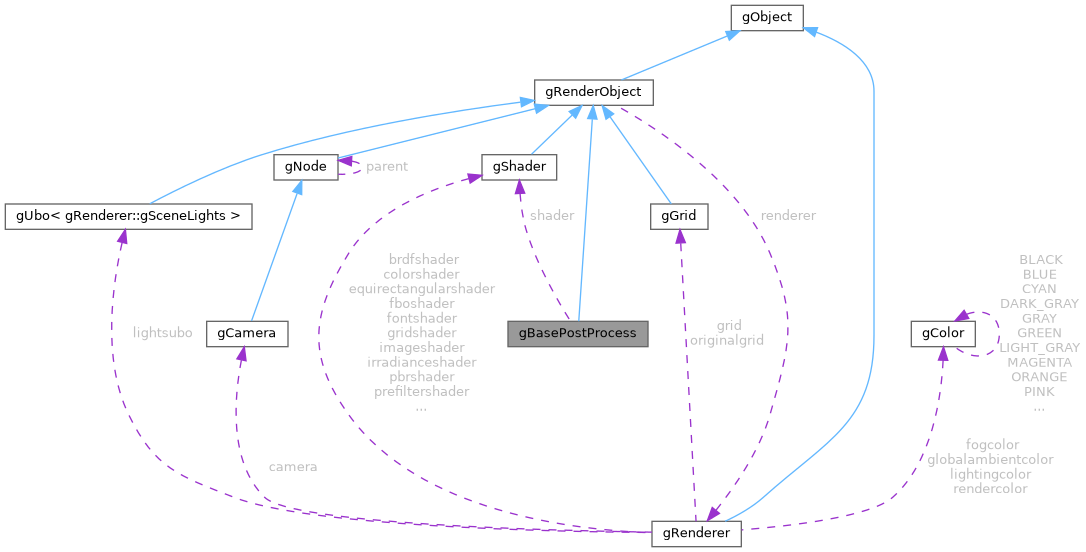 gObject
gRenderObject
gNode
parent
gShader
gUbo< gRenderer::gSceneLights >
shader
gGrid
renderer
brdfshader
colorshader
equirectangularshader
fboshader
fontshader
gridshader
imageshader
irradianceshader
pbrshader
prefiltershader
...
BLACK
BLUE
CYAN
DARK_GRAY
GRAY
GREEN
LIGHT_GRAY
MAGENTA
ORANGE
PINK
...
lightsubo
gCamera
gBasePostProcess
grid
originalgrid
gColor
camera
fogcolor
globalambientcolor
lightingcolor
rendercolor
gRenderer